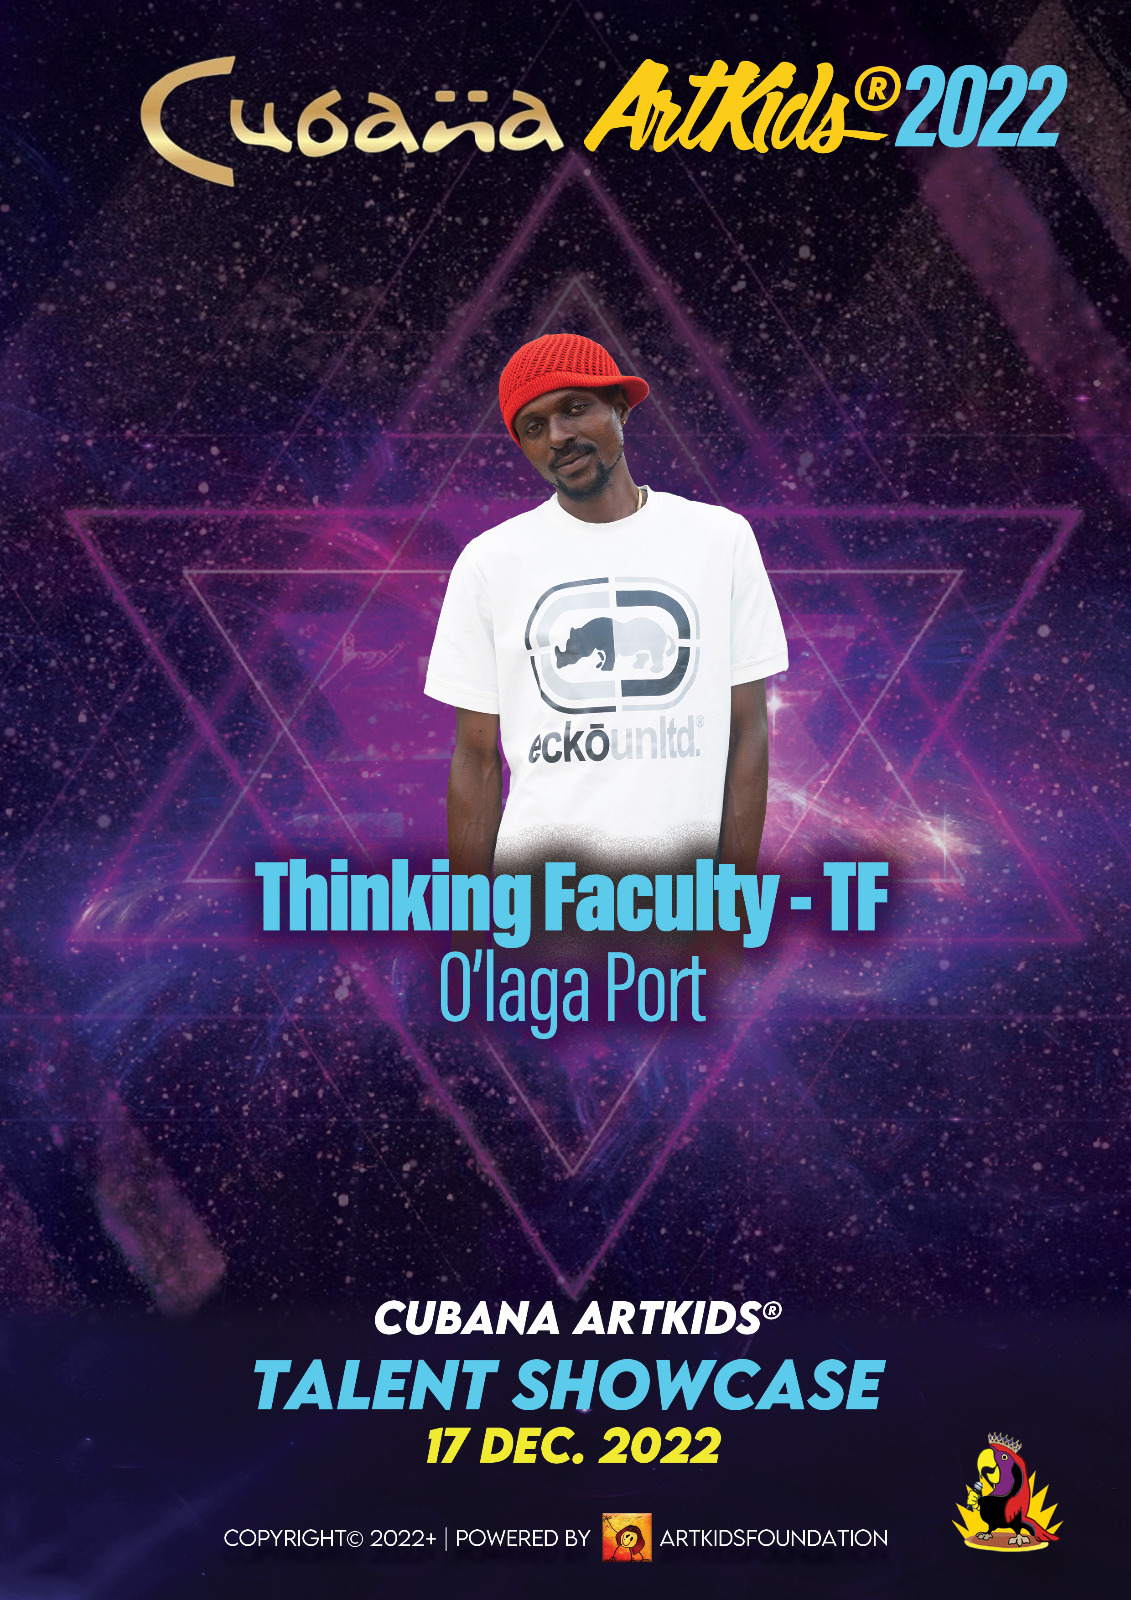 Cubana ArtKids®2022
eckōunltd.®
Thinking Faculty - TF
O'laga Port
CUBANA ARTKIDS®
TALENT SHOWCASE
17 DEC. 2022
COPYRIGHT© 2022+ | POWERED BY ARTKIDSFOUNDATION